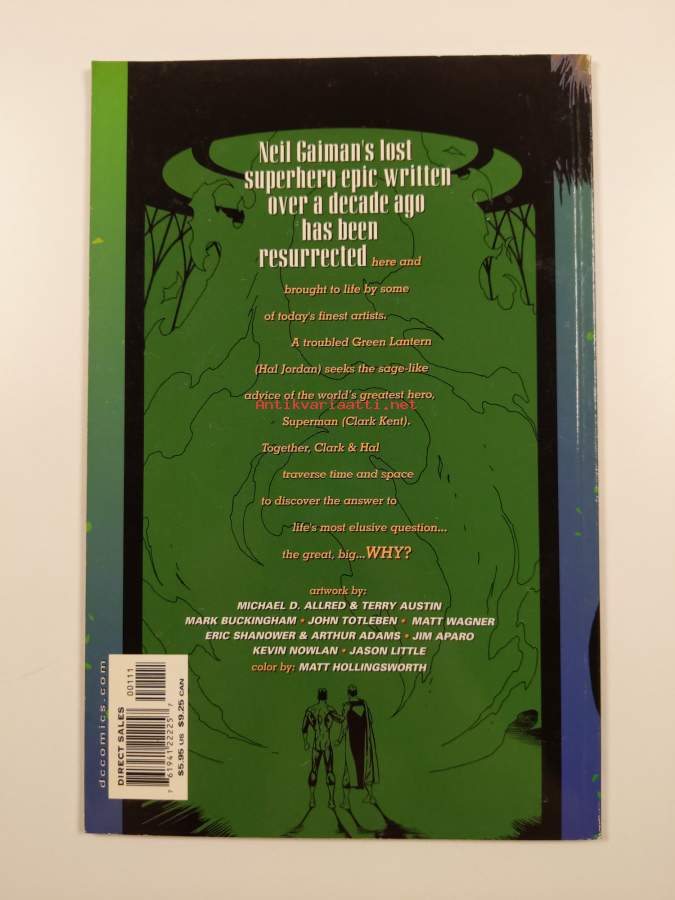 Neil Gaiman's lost
superhero epic written
over a decade ago
has been
resurrected here and
brought to life by some
of today's finest artists.
A troubled Green Lantern
(Hal Jordan) seeks the sage-like
advice of the world's greatest hero,
Antikvariaatti.net
Superman (Clark Kent).
Together, Clark & Hal
traverse time and space
to discover the answer to
life's most elusive question...
the great, big...WHY?
artwork by:
MICHAEL D. ALLRED & TERRY AUSTIN
MARK BUCKINGHAM • JOHN TOTLEBEN • MATT WAGNER
ERIC SHANOWER & ARTHUR ADAMS • JIM APARO
KEVIN NOWLAN • JASON LITTLE
color by: MATT HOLLINGSWORTH
dccomics.com
DIRECT SALES
00111
7 61941 22225 7
$5.95 US $9.25 CAN